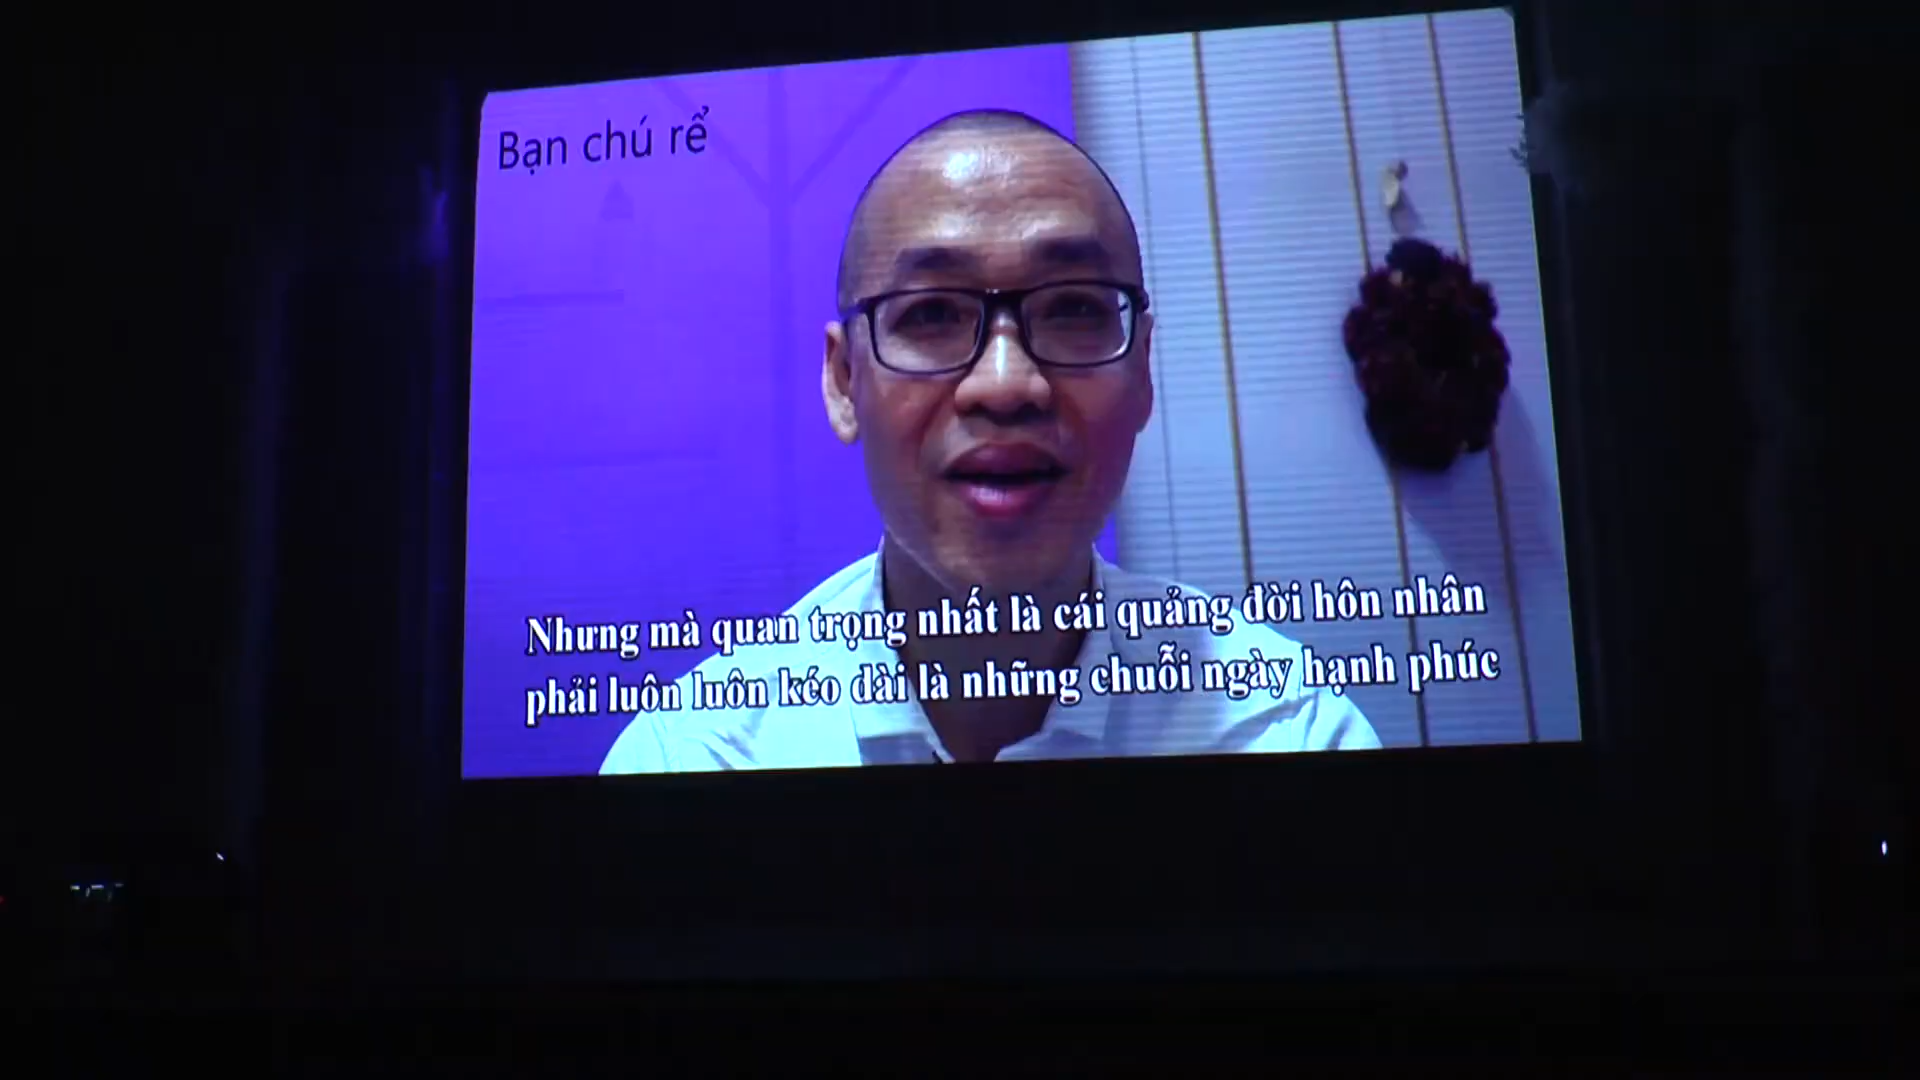 Bạn chú rể
Nhưng mà quan trọng nhất là cái quảng đời hôn nhân
phải luôn luôn kéo dài là những chuỗi ngày hạnh phúc